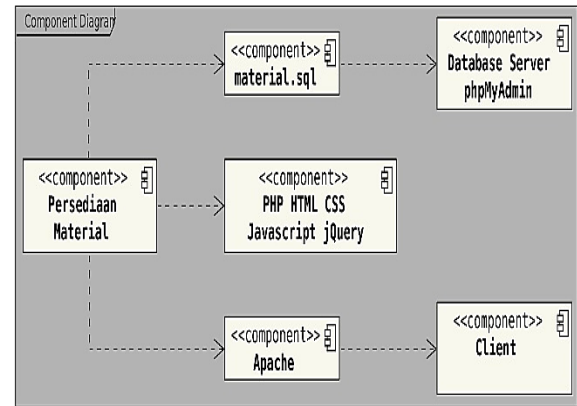 Component Diagram
<<component>>
material.sql
<<component>>
Database Server
phpMyAdmin
<<component>>
Persediaan
Material
<<component>>
PHP HTML CSS
Javascript jQuery
<<component>>
Apache
<<component>>
Client